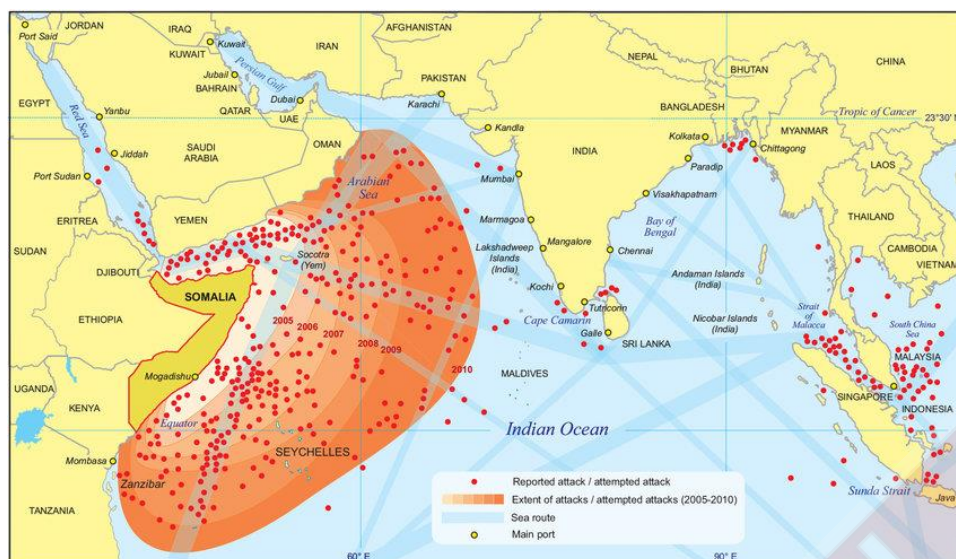 JORDAN
Port Said
IRAQ
Kuwait
KUWAIT
IRAN
AFGHANISTAN
NEPAL
BHUTAN
CHINA
EGYPT
Red Sea
Yanbu
Jubail
BAHRAIN
Persian Gulf
Dubai
QATAR
UAE
PAKISTAN
Karachi
BANGLADESH
Tropic of Cancer
23°30' N
Kandla
Kolkata
Chittagong
MYANMAR
Jiddah
SAUDI
ARABIA
OMAN
INDIA
Paradip
LAOS
Port Sudan
Arabian
Sea
Mumbai
Visakhapatnam
THAILAND
ERITREA
YEMEN
Marmagoa
Bay of
Bengal
SUDAN
Socotra
(Yem)
Lakshadweep
Islands
(India)
Mangalore
Chennai
CAMBODIA
VIETNAM
DJIBOUTI
Andaman Islands
(India)
SOMALIA
Kochi
Tutricorin
Nicobar Islands
(India)
ETHIOPIA
2005
2006
2007
2008
2009
2010
Cape Camarin
Galle
SRI LANKA
Strait
of
Malacca
South China
Sea
Mogadishu
MALDIVES
MALAYSIA
UGANDA
KENYA
SINGAPORE
INDONESIA
Equator
Indian Ocean
Mombasa
SEYCHELLES
Zanzibar
TANZANIA
Sunda Strait
Java
Reported attack / attempted attack
Extent of attacks / attempted attacks (2005-2010)
Sea route
Main port
60° E
90° E